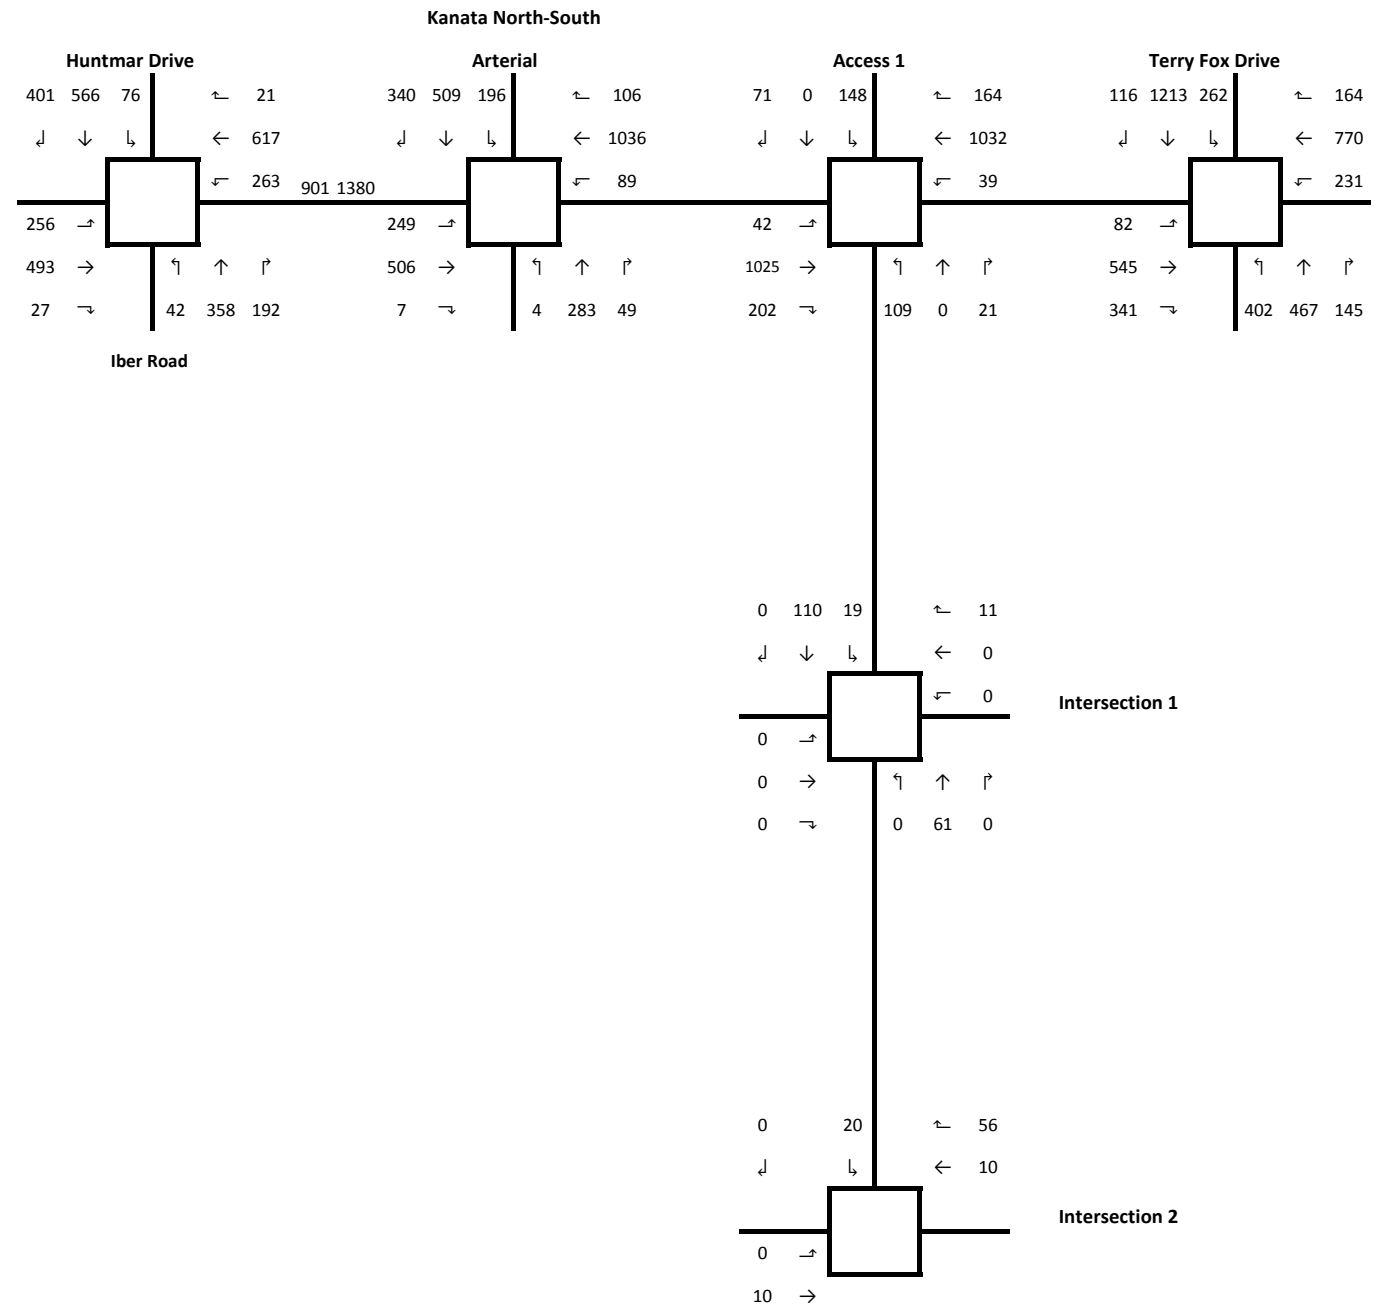 Kanata North-South
Huntmar Drive Arterial Access 1 Terry Fox Drive
401 566 76 21 340 509 196 106 71 0 148 164 116 1213 262 164
617 1036 1032 770
263 901 1380 89 39 231
256 249 42 82
493 506 1025 545
27 42 358 192 7 4 283 49 202 109 0 21 341 402 467 145
Iber Road
0 110 19 11
0
0 Intersection 1
0
0
0 0 61 0
0 20 56
10
Intersection 2
0
10